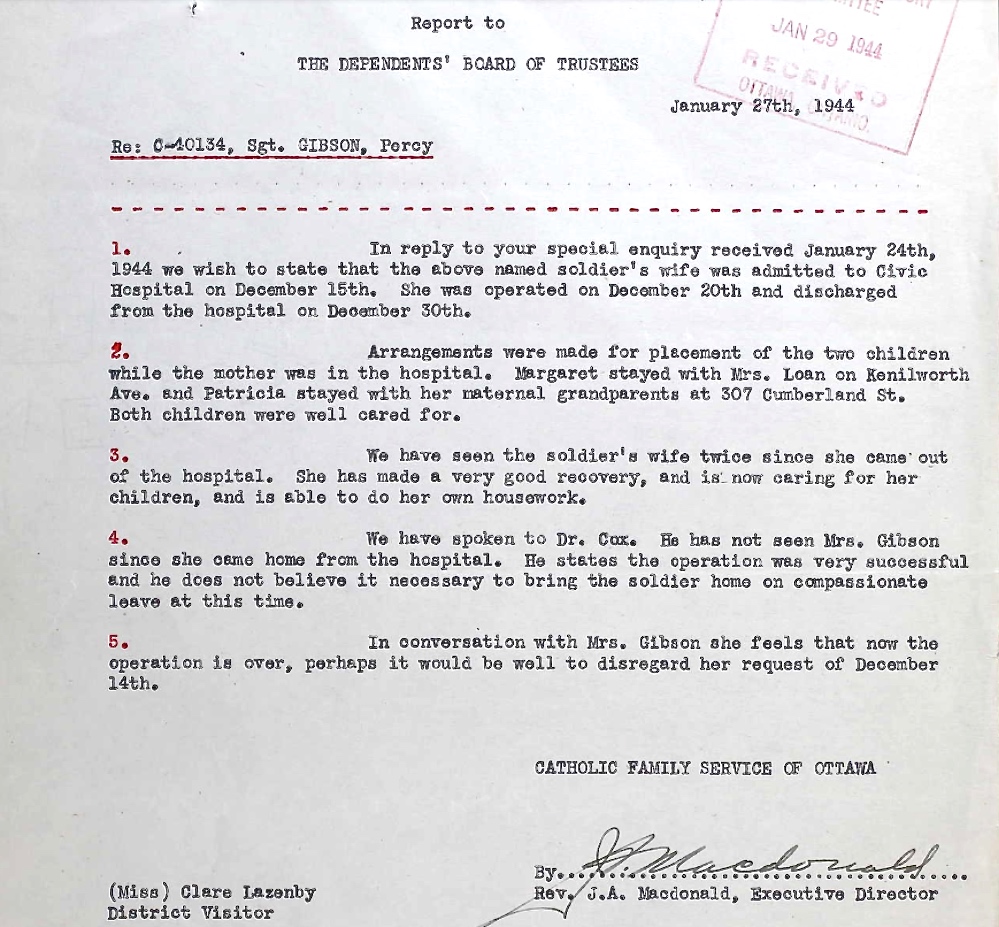 Report to
THE DEPENDENTS' BOARD OF TRUSTEES
JAN 29 1944
RECEIVED
OTTAWA, ONTARIO.
January 27th, 1944
Re: C-40134, Sgt. GIBSON, Percy
1. In reply to your special enquiry received January 24th,
1944 we wish to state that the above named soldier's wife was admitted to Civic
Hospital on December 15th. She was operated on December 20th and discharged
from the hospital on December 30th.
2. Arrangements were made for placement of the two children
while the mother was in the hospital. Margaret stayed with Mrs. Loan on Kenilworth
Ave. and Patricia stayed with her maternal grandparents at 307 Cumberland St.
Both children were well cared for.
3. We have seen the soldier's wife twice since she came out
of the hospital. She has made a very good recovery, and is now caring for her
children, and is able to do her own housework.
4. We have spoken to Dr. Cox. He has not seen Mrs. Gibson
since she came home from the hospital. He states the operation was very successful
and he does not believe it necessary to bring the soldier home on compassionate
leave at this time.
5. In conversation with Mrs. Gibson she feels that now the
operation is over, perhaps it would be well to disregard her request of December
14th.
CATHOLIC FAMILY SERVICE OF OTTAWA
By J.A. Macdonald
(Miss) Clare Lazenby
Rev. J.A. Macdonald, Executive Director
District Visitor